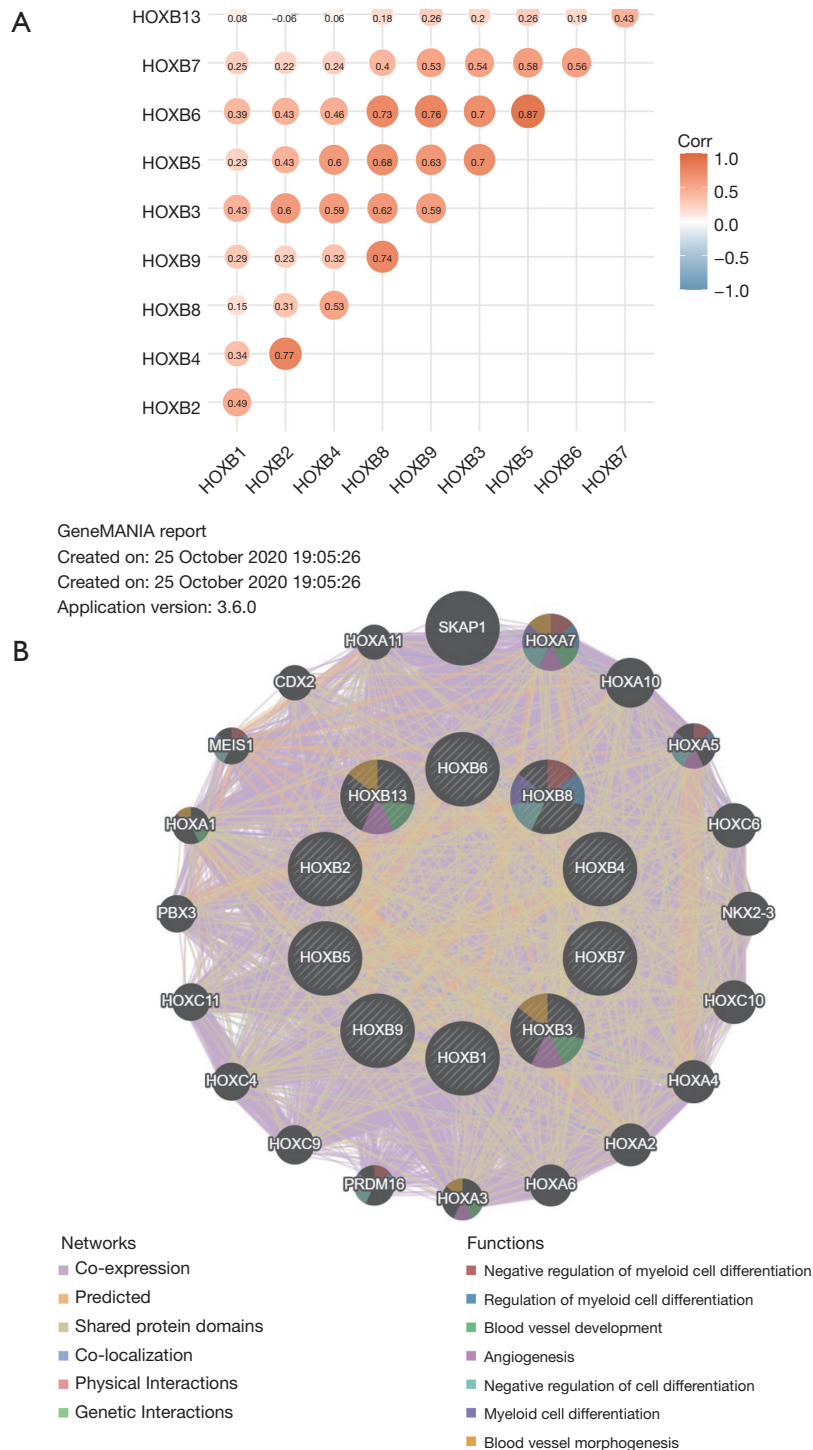 A
HOXB13 0.08 −0.06 0.06 0.18 0.26 0.2 0.26 0.19 0.43
HOXB7 0.25 0.22 0.24 0.4 0.53 0.54 0.58 0.56
HOXB6 0.39 0.43 0.46 0.73 0.76 0.7 0.87
HOXB5 0.23 0.43 0.6 0.68 0.63 0.7
HOXB3 0.43 0.6 0.59 0.62 0.59
HOXB9 0.29 0.23 0.32 0.74
HOXB8 0.15 0.31 0.53
HOXB4 0.34 0.77
HOXB2 0.49
HOXB1 HOXB2 HOXB4 HOXB8 HOXB9 HOXB3 HOXB5 HOXB6 HOXB7
Corr
1.0
0.5
0.0
−0.5
−1.0
GeneMANIA report
Created on: 25 October 2020 19:05:26
Created on: 25 October 2020 19:05:26
Application version: 3.6.0
B
SKAP1
HOXA11
HOXA7
CDX2
HOXA10
MEIS1
HOXA5
HOXB6
HOXB13
HOXB8
HOXA1
HOXC6
HOXB2
HOXB4
PBX3
NKX2-3
HOXB5
HOXB7
HOXC11
HOXC10
HOXB9
HOXB3
HOXB1
HOXC4
HOXA4
HOXC9
HOXA2
PRDM16
HOXA3
HOXA6
Networks
Co-expression
Predicted
Shared protein domains
Co-localization
Physical Interactions
Genetic Interactions
Functions
Negative regulation of myeloid cell differentiation
Regulation of myeloid cell differentiation
Blood vessel development
Angiogenesis
Negative regulation of cell differentiation
Myeloid cell differentiation
Blood vessel morphogenesis